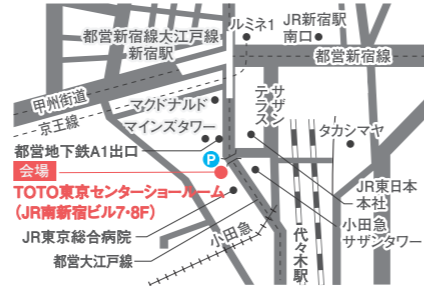 ルミネ1
JR新宿駅
南口
都営新宿線大江戸線
新宿駅
都営新宿線
甲州街道
京王線
マクドナルド
マインズタワー
サザン
テラス
タカシマヤ
都営地下鉄A1出口
P
会場
TOTO東京センターショールーム
(JR南新宿ビル7・8F)
JR東日本
本社
JR東京総合病院
小田急
サザンタワー
都営大江戸線
小田急
代々木駅